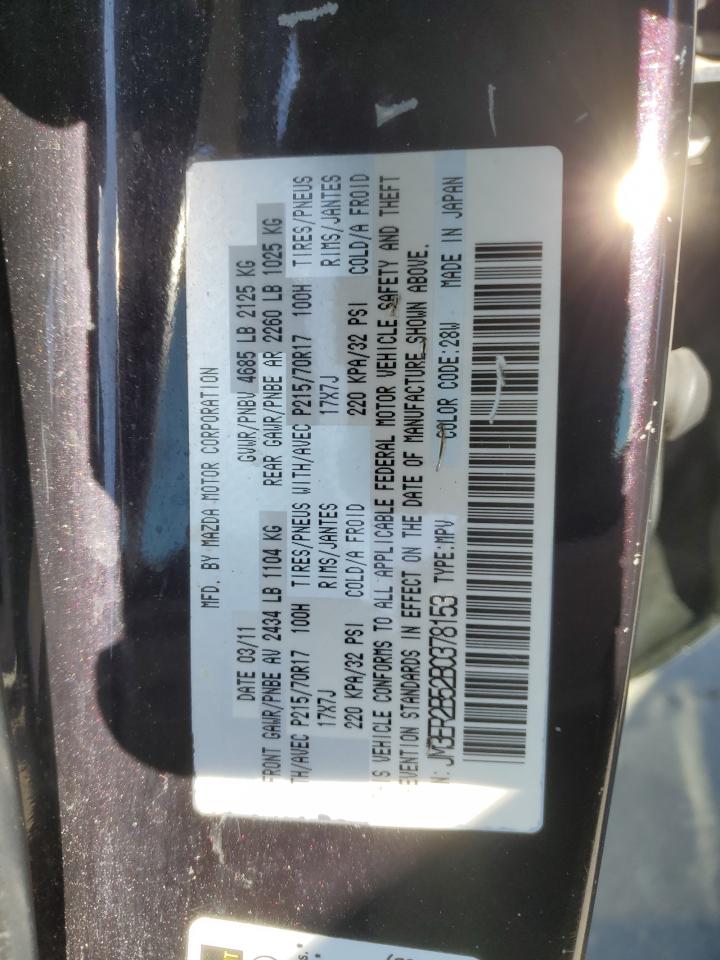 MFD. BY MAZDA MOTOR CORPORATION
DATE 03/11 GVWR/PNBV 4685 LB 2125 KG
FRONT GAWR/PNBE AV 2434 LB 1104 KG REAR GAWR/PNBE AR 2260 LB 1025 KG
TH/AVEC P215/70R17 100H TIRES/PNEUS WITH/AVEC P215/70R17 100H TIRES/PNEUS
17X7J RIMS/JANTES 17X7J RIMS/JANTES
220 KPA/32 PSI COLD/A FROID 220 KPA/32 PSI COLD/A FROID
IS VEHICLE CONFORMS TO ALL APPLICABLE FEDERAL MOTOR VEHICLE SAFETY AND THEFT
EVENTION STANDARDS IN EFFECT ON THE DATE OF MANUFACTURE SHOWN ABOVE.
N: JM3ER2B52B0378153 TYPE:MPV COLOR CODE:28W MADE IN JAPAN